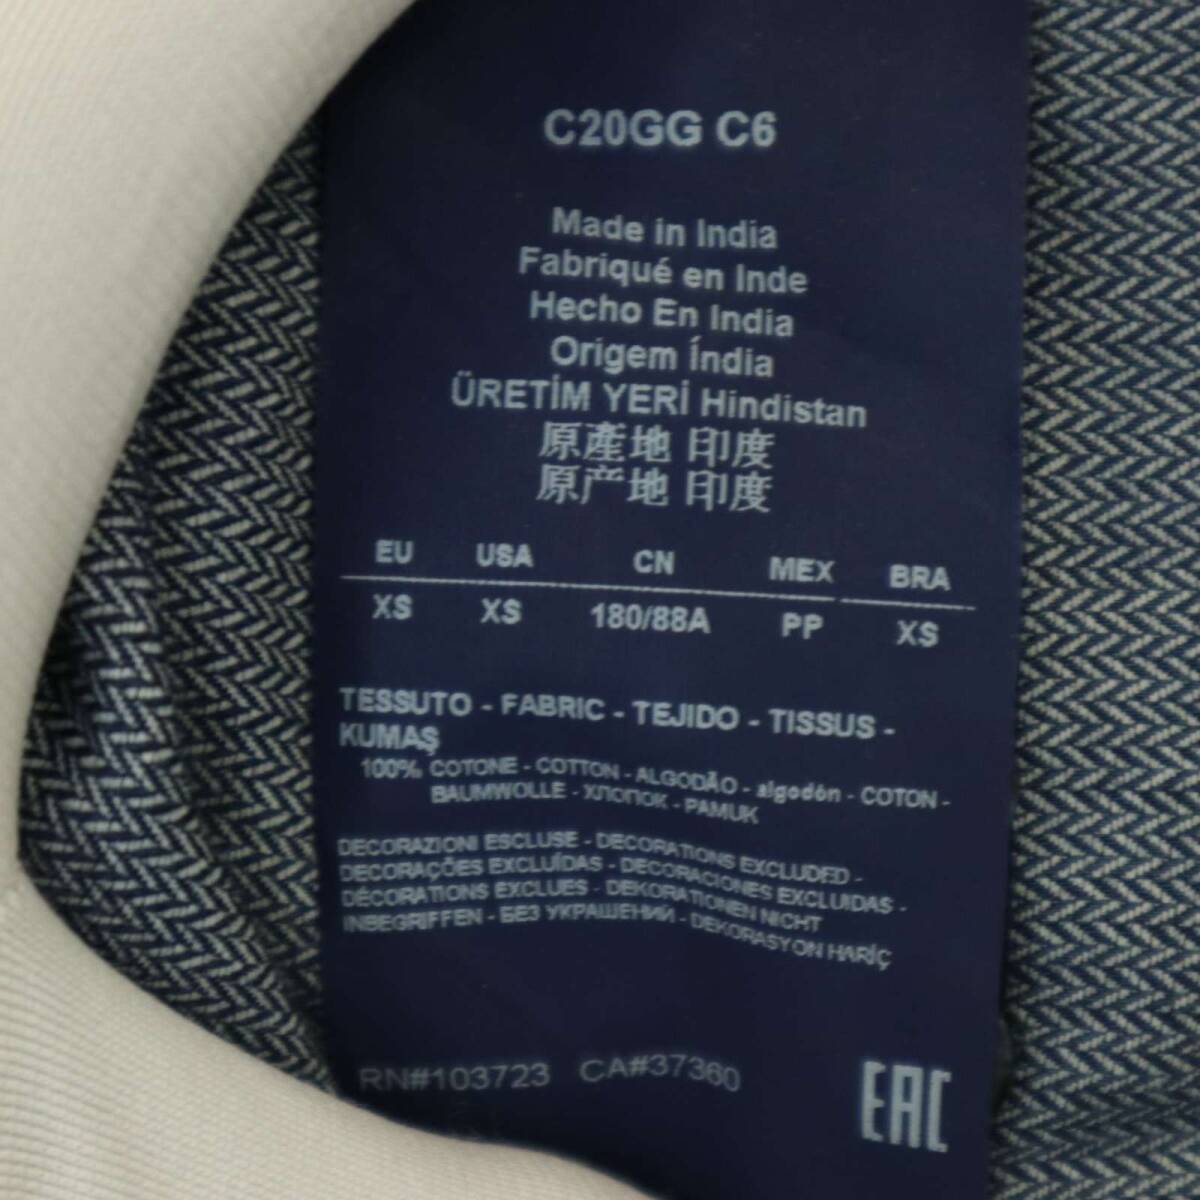 C20GG C6
Made in India
Fabriqué en Inde
Hecho En India
Origem Índia
ÜRETİM YERİ Hindistan
原產地 印度
原产地 印度
EU USA CN MEX BRA
XS XS 180/88A PP XS
TESSUTO - FABRIC - TEJIDO - TISSUS -
KUMAŞ
100% COTONE - COTTON - ALGODÃO - algodón - COTON -
BAUMWOLLE - ХЛОПОК - PAMUK
DECORAZIONI ESCLUSE - DECORATIONS EXCLUDED -
DECORAÇÕES EXCLUÍDAS - DECORACIONES EXCLUIDAS -
DÉCORATIONS EXCLUES - DEKORATIONEN NICHT
INBEGRIFFEN - БЕЗ УКРАШЕНИЙ - DEKORASYON HARİÇ
RN#103723 CA#37360
EAC